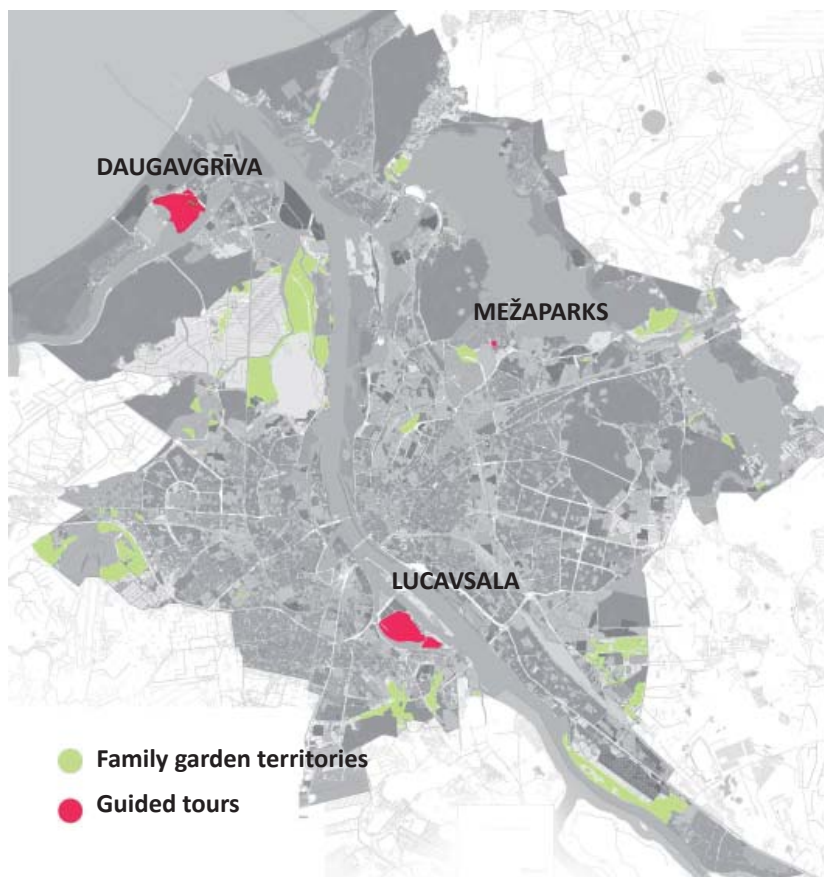 DAUGAVGRĪVA
MEŽAPARKS
LUCAVSALA
Family garden territories
Guided tours